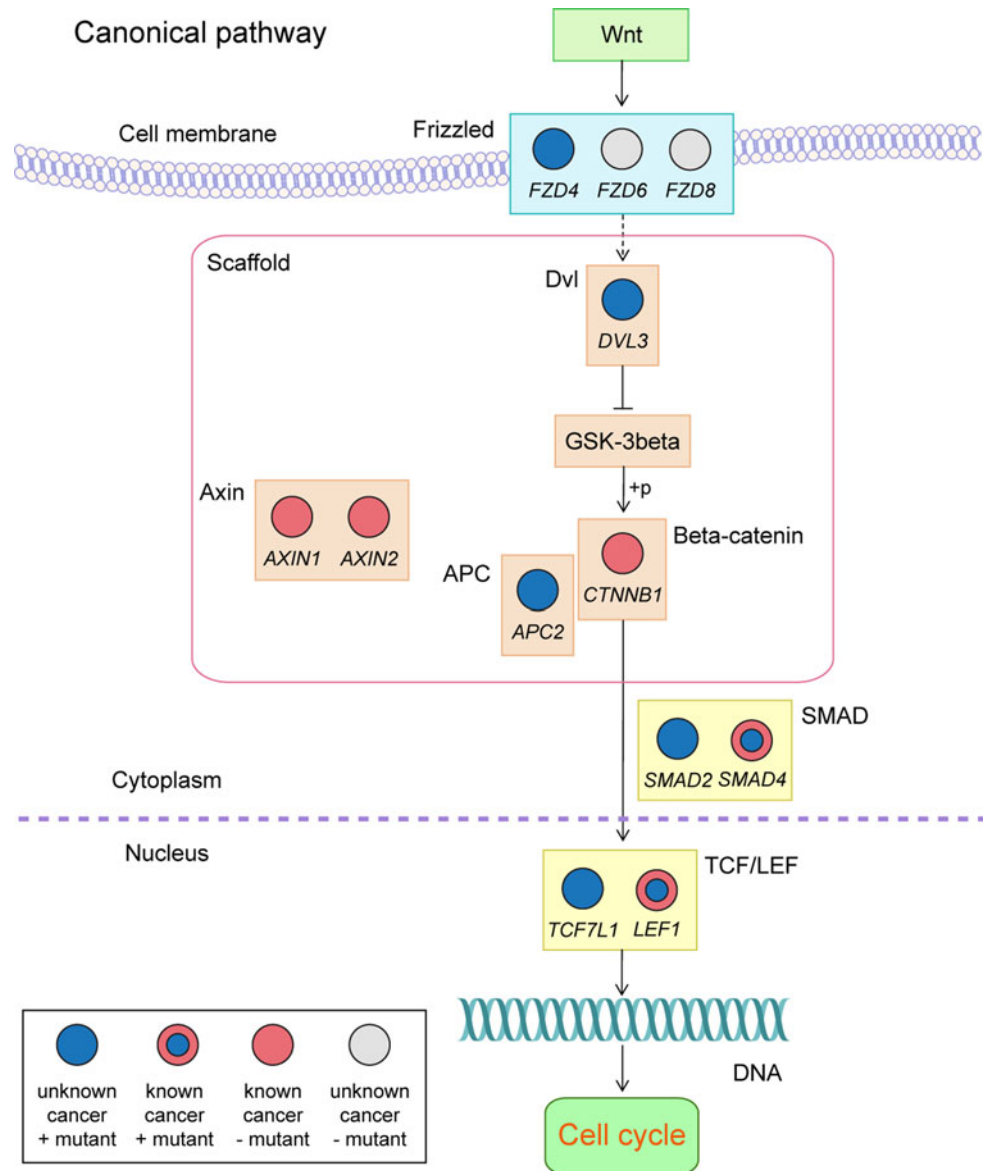 Canonical pathway
Wnt
Cell membrane
Frizzled
FZD4 FZD6 FZD8
Scaffold
Dvl
DVL3
GSK-3beta
+p
Axin
AXIN1 AXIN2
Beta-catenin
CTNNB1
APC
APC2
SMAD
SMAD2 SMAD4
Cytoplasm
Nucleus
TCF/LEF
TCF7L1 LEF1
DNA
Cell cycle
unknown
cancer
+ mutant
known
cancer
+ mutant
known
cancer
- mutant
unknown
cancer
- mutant